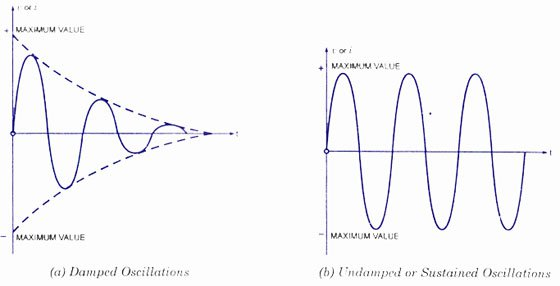 v or i
+ MAXIMUM VALUE
t
– MAXIMUM VALUE
(a) Damped Oscillations
v or i
MAXIMUM VALUE
+
t
–
MAXIMUM VALUE
(b) Undamped or Sustained Oscillations